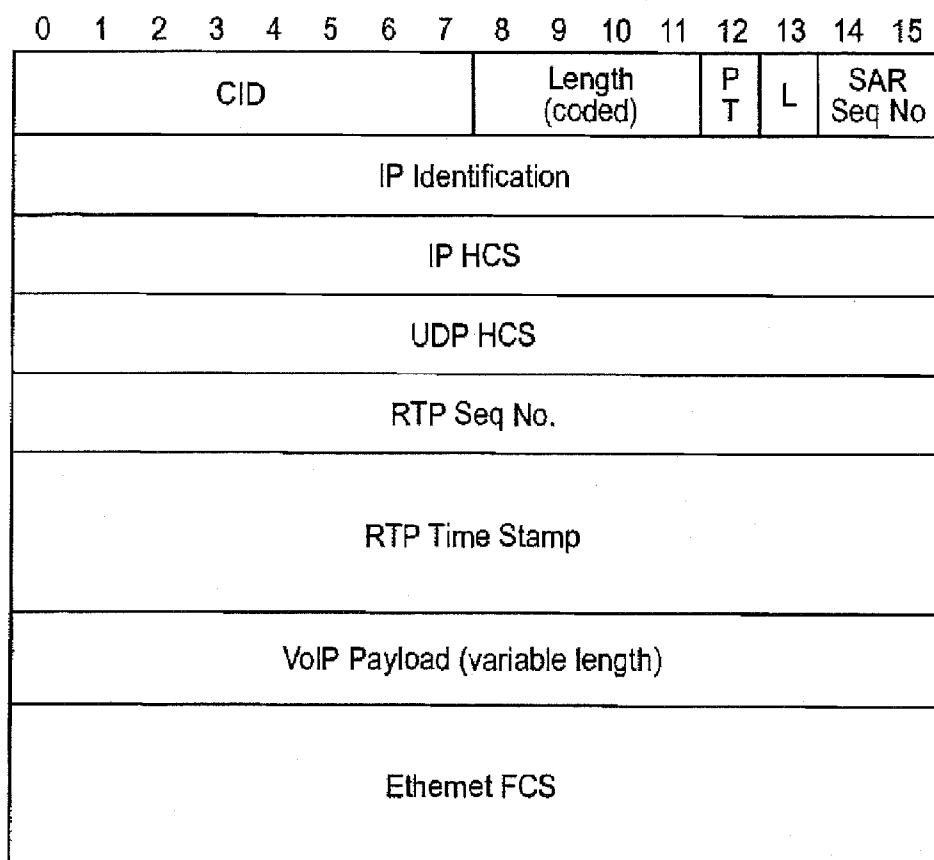 0 1 2 3 4 5 6 7 8 9 10 11 12 13 14 15
CID
Length
(coded)
P
T
L
SAR
Seq No
IP Identification
IP HCS
UDP HCS
RTP Seq No.
RTP Time Stamp
VoIP Payload (variable length)
Ethernet FCS